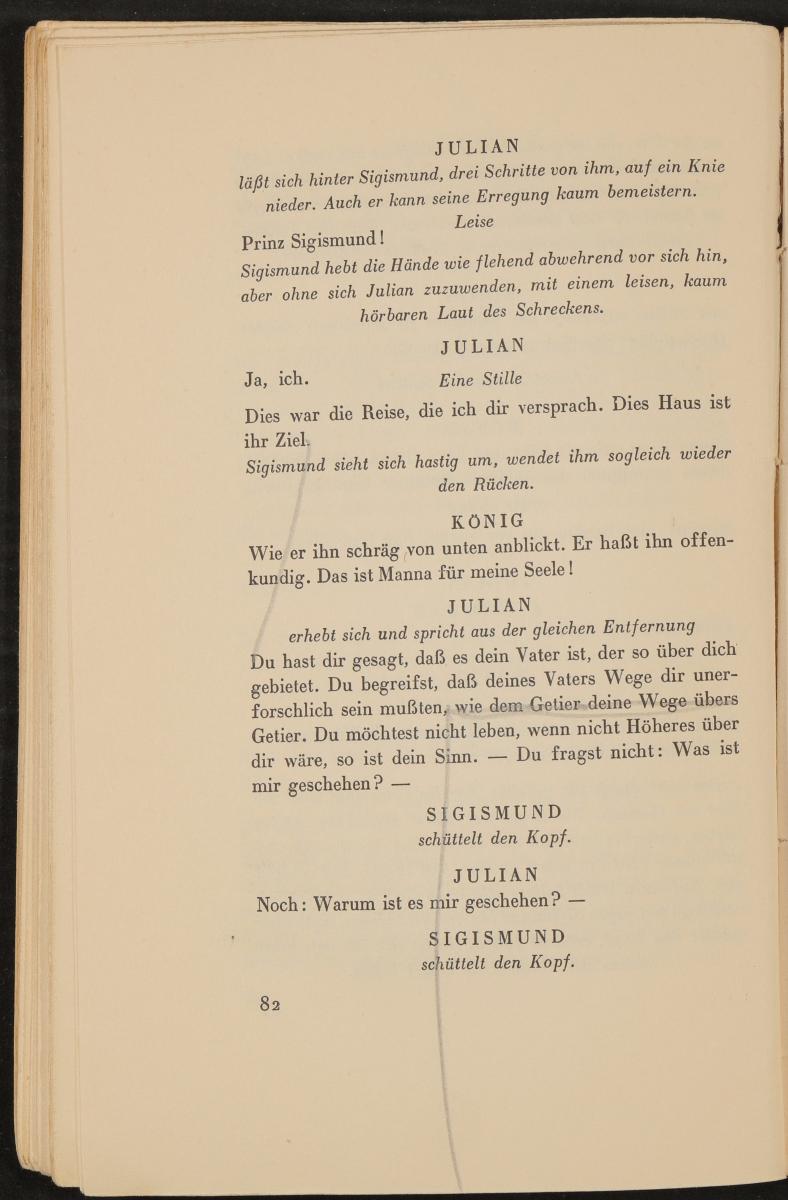 JULIAN
läßt sich hinter Sigismund, drei Schritte von ihm, auf ein Knie
nieder. Auch er kann seine Erregung kaum bemeistern.
Leise
Prinz Sigismund!
Sigismund hebt die Hände wie flehend abwehrend vor sich hin,
aber ohne sich Julian zuzuwenden, mit einem leisen, kaum
hörbaren Laut des Schreckens.
JULIAN
Ja, ich. Eine Stille
Dies war die Reise, die ich dir versprach. Dies Haus ist
ihr Ziel.
Sigismund sieht sich hastig um, wendet ihm sogleich wieder
den Rücken.
KÖNIG
Wie er ihn schräg von unten anblickt. Er haßt ihn offen-
kundig. Das ist Manna für meine Seele!
JULIAN
erhebt sich und spricht aus der gleichen Entfernung
Du hast dir gesagt, daß es dein Vater ist, der so über dich
gebietet. Du begreifst, daß deines Vaters Wege dir uner-
forschlich sein mußten, wie dem Getier deine Wege übers
Getier. Du möchtest nicht leben, wenn nicht Höheres über
dir wäre, so ist dein Sinn. — Du fragst nicht: Was ist
mir geschehen? —
SIGISMUND
schüttelt den Kopf.
JULIAN
Noch: Warum ist es mir geschehen? —
SIGISMUND
schüttelt den Kopf.
82